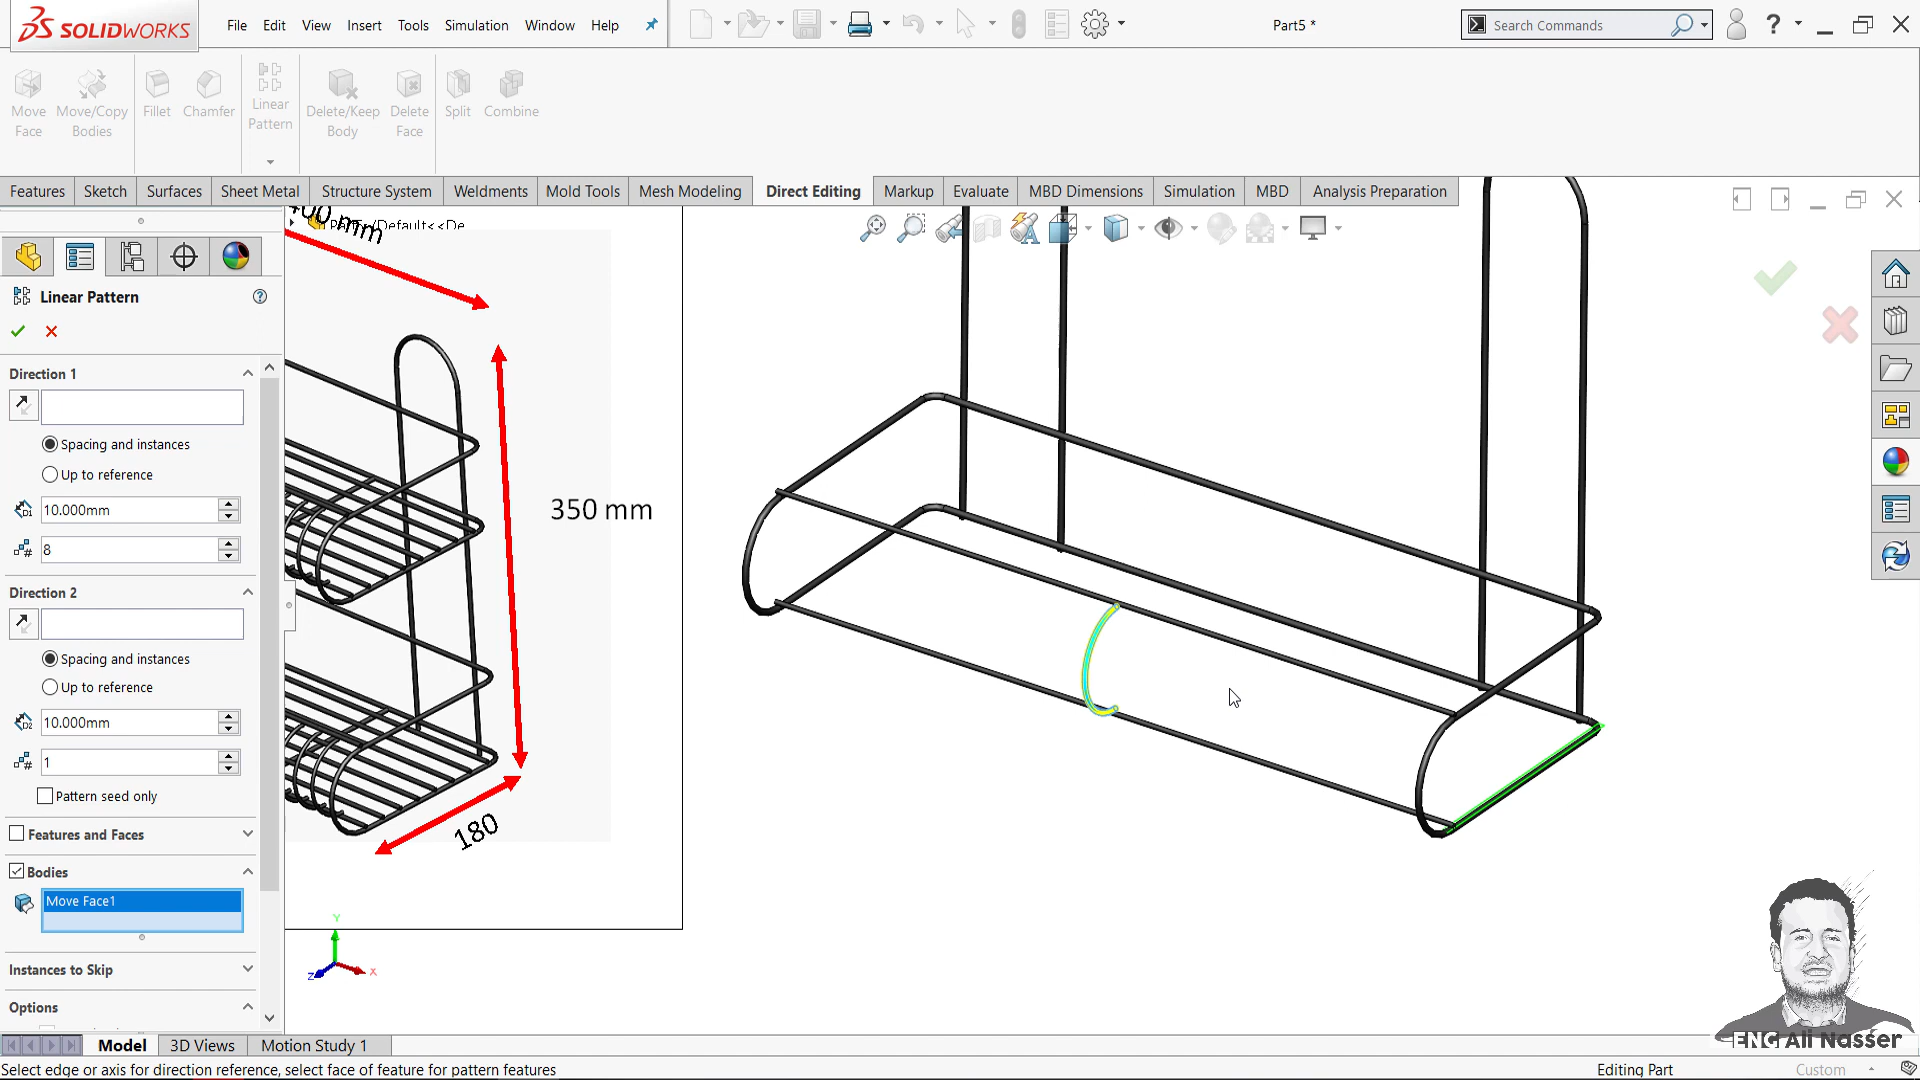 SOLIDWORKS
File Edit View Insert Tools Simulation Window Help
Part5 *
Search Commands
Move Face
Move/Copy Bodies
Fillet
Chamfer
Linear Pattern
Delete/Keep Body
Delete Face
Split
Combine
Features Sketch Surfaces Sheet Metal Structure System Weldments Mold Tools Mesh Modeling Direct Editing Markup Evaluate MBD Dimensions Simulation MBD Analysis Preparation
Linear Pattern
Direction 1
Spacing and instances
Up to reference
D1
10.000mm
8
Direction 2
Spacing and instances
Up to reference
D2
10.000mm
1
Pattern seed only
Features and Faces
Bodies
Move Face1
Instances to Skip
Options
mm
350 mm
180
Y
Z
X
ENG Ali Nasser
Model 3D Views Motion Study 1
Select edge or axis for direction reference, select face of feature for pattern features
Editing Part
Custom